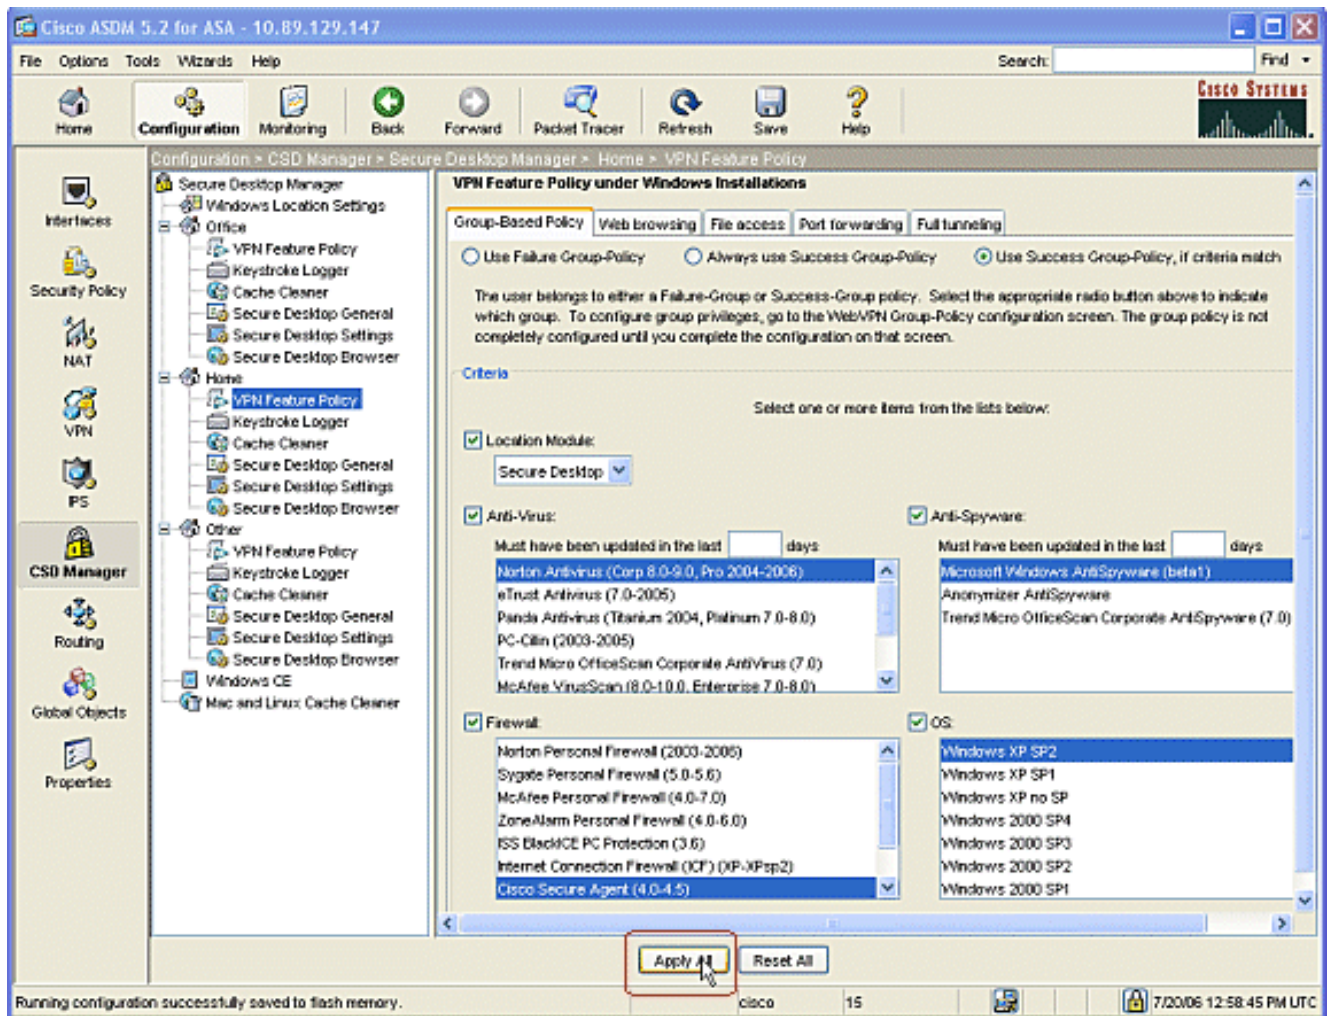 Cisco ASDM 5.2 for ASA - 10.89.129.147
File Options Tools Wizards Help Search: Find
Home Configuration Monitoring Back Forward Packet Tracer Refresh Save Help
CISCO SYSTEMS
Configuration > CSD Manager > Secure Desktop Manager > Home > VPN Feature Policy
Interfaces
Security Policy
NAT
VPN
IPS
CSD Manager
Routing
Global Objects
Properties
Secure Desktop Manager
Windows Location Settings
Office
VPN Feature Policy
Keystroke Logger
Cache Cleaner
Secure Desktop General
Secure Desktop Settings
Secure Desktop Browser
Home
VPN Feature Policy
Keystroke Logger
Cache Cleaner
Secure Desktop General
Secure Desktop Settings
Secure Desktop Browser
Other
VPN Feature Policy
Keystroke Logger
Cache Cleaner
Secure Desktop General
Secure Desktop Settings
Secure Desktop Browser
Windows CE
Mac and Linux Cache Cleaner
VPN Feature Policy under Windows Installations
Group-Based Policy Web browsing File access Port forwarding Full tunneling
Use Failure Group-Policy Always use Success Group-Policy Use Success Group-Policy, if criteria match
The user belongs to either a Failure-Group or Success-Group policy. Select the appropriate radio button above to indicate
which group. To configure group privileges, go to the WebVPN Group-Policy configuration screen. The group policy is not
completely configured until you complete the configuration on that screen.
Criteria
Select one or more items from the lists below:
Location Module:
Secure Desktop
Anti-Virus:
Must have been updated in the last days
Norton Antivirus (Corp 8.0-9.0, Pro 2004-2006)
eTrust Antivirus (7.0-2005)
Panda Antivirus (Titanium 2004, Platinum 7.0-8.0)
PC-Cillin (2003-2005)
Trend Micro OfficeScan Corporate AntiVirus (7.0)
McAfee VirusScan (8.0-10.0, Enterprise 7.0-8.0)
Anti-Spyware:
Must have been updated in the last days
Microsoft Windows AntiSpyware (beta1)
Anonymizer AntiSpyware
Trend Micro OfficeScan Corporate AntiSpyware (7.0)
Firewall:
Norton Personal Firewall (2003-2006)
Sygate Personal Firewall (5.0-5.6)
McAfee Personal Firewall (4.0-7.0)
ZoneAlarm Personal Firewall (4.0-6.0)
ISS BlackICE PC Protection (3.6)
Internet Connection Firewall (ICF) (XP-XPsp2)
Cisco Secure Agent (4.0-4.5)
OS:
Windows XP SP2
Windows XP SP1
Windows XP no SP
Windows 2000 SP4
Windows 2000 SP3
Windows 2000 SP2
Windows 2000 SP1
Apply All Reset All
Running configuration successfully saved to flash memory. cisco 15 7/20/06 12:58:45 PM UTC